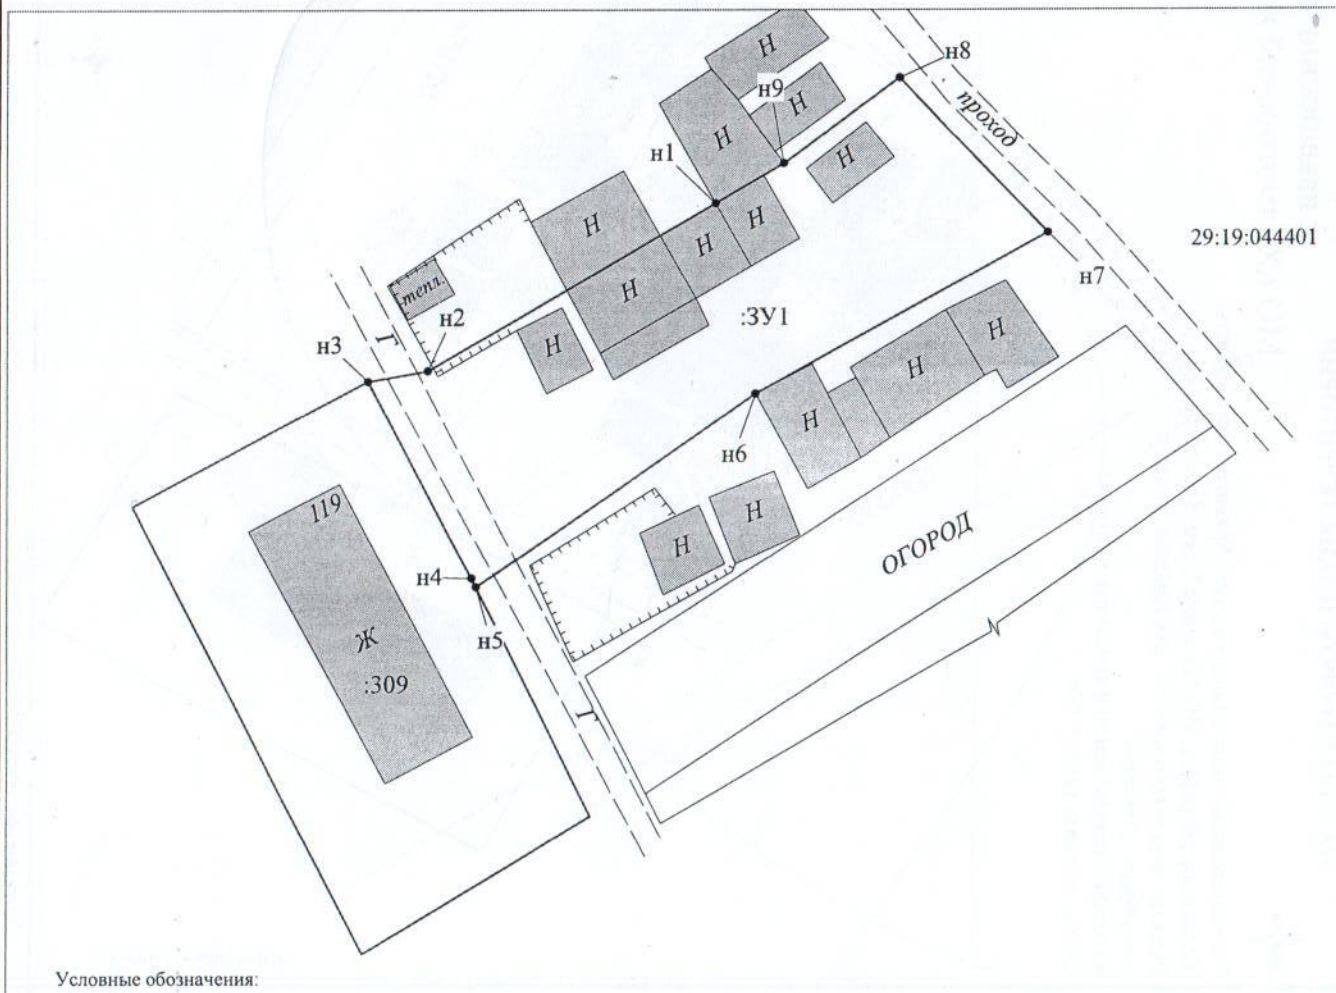 Н
н8
н9
Н
проход
Н
н1
Н
Н
Н
29:19:044401
Н
тепл.
Н
н7
н2
:ЗУ1
Г
н3
Н
Н
Н
Н
н6
119
Н
Н
ОГОРОД
н4
н5
Ж
:309
Г
Условные обозначения: